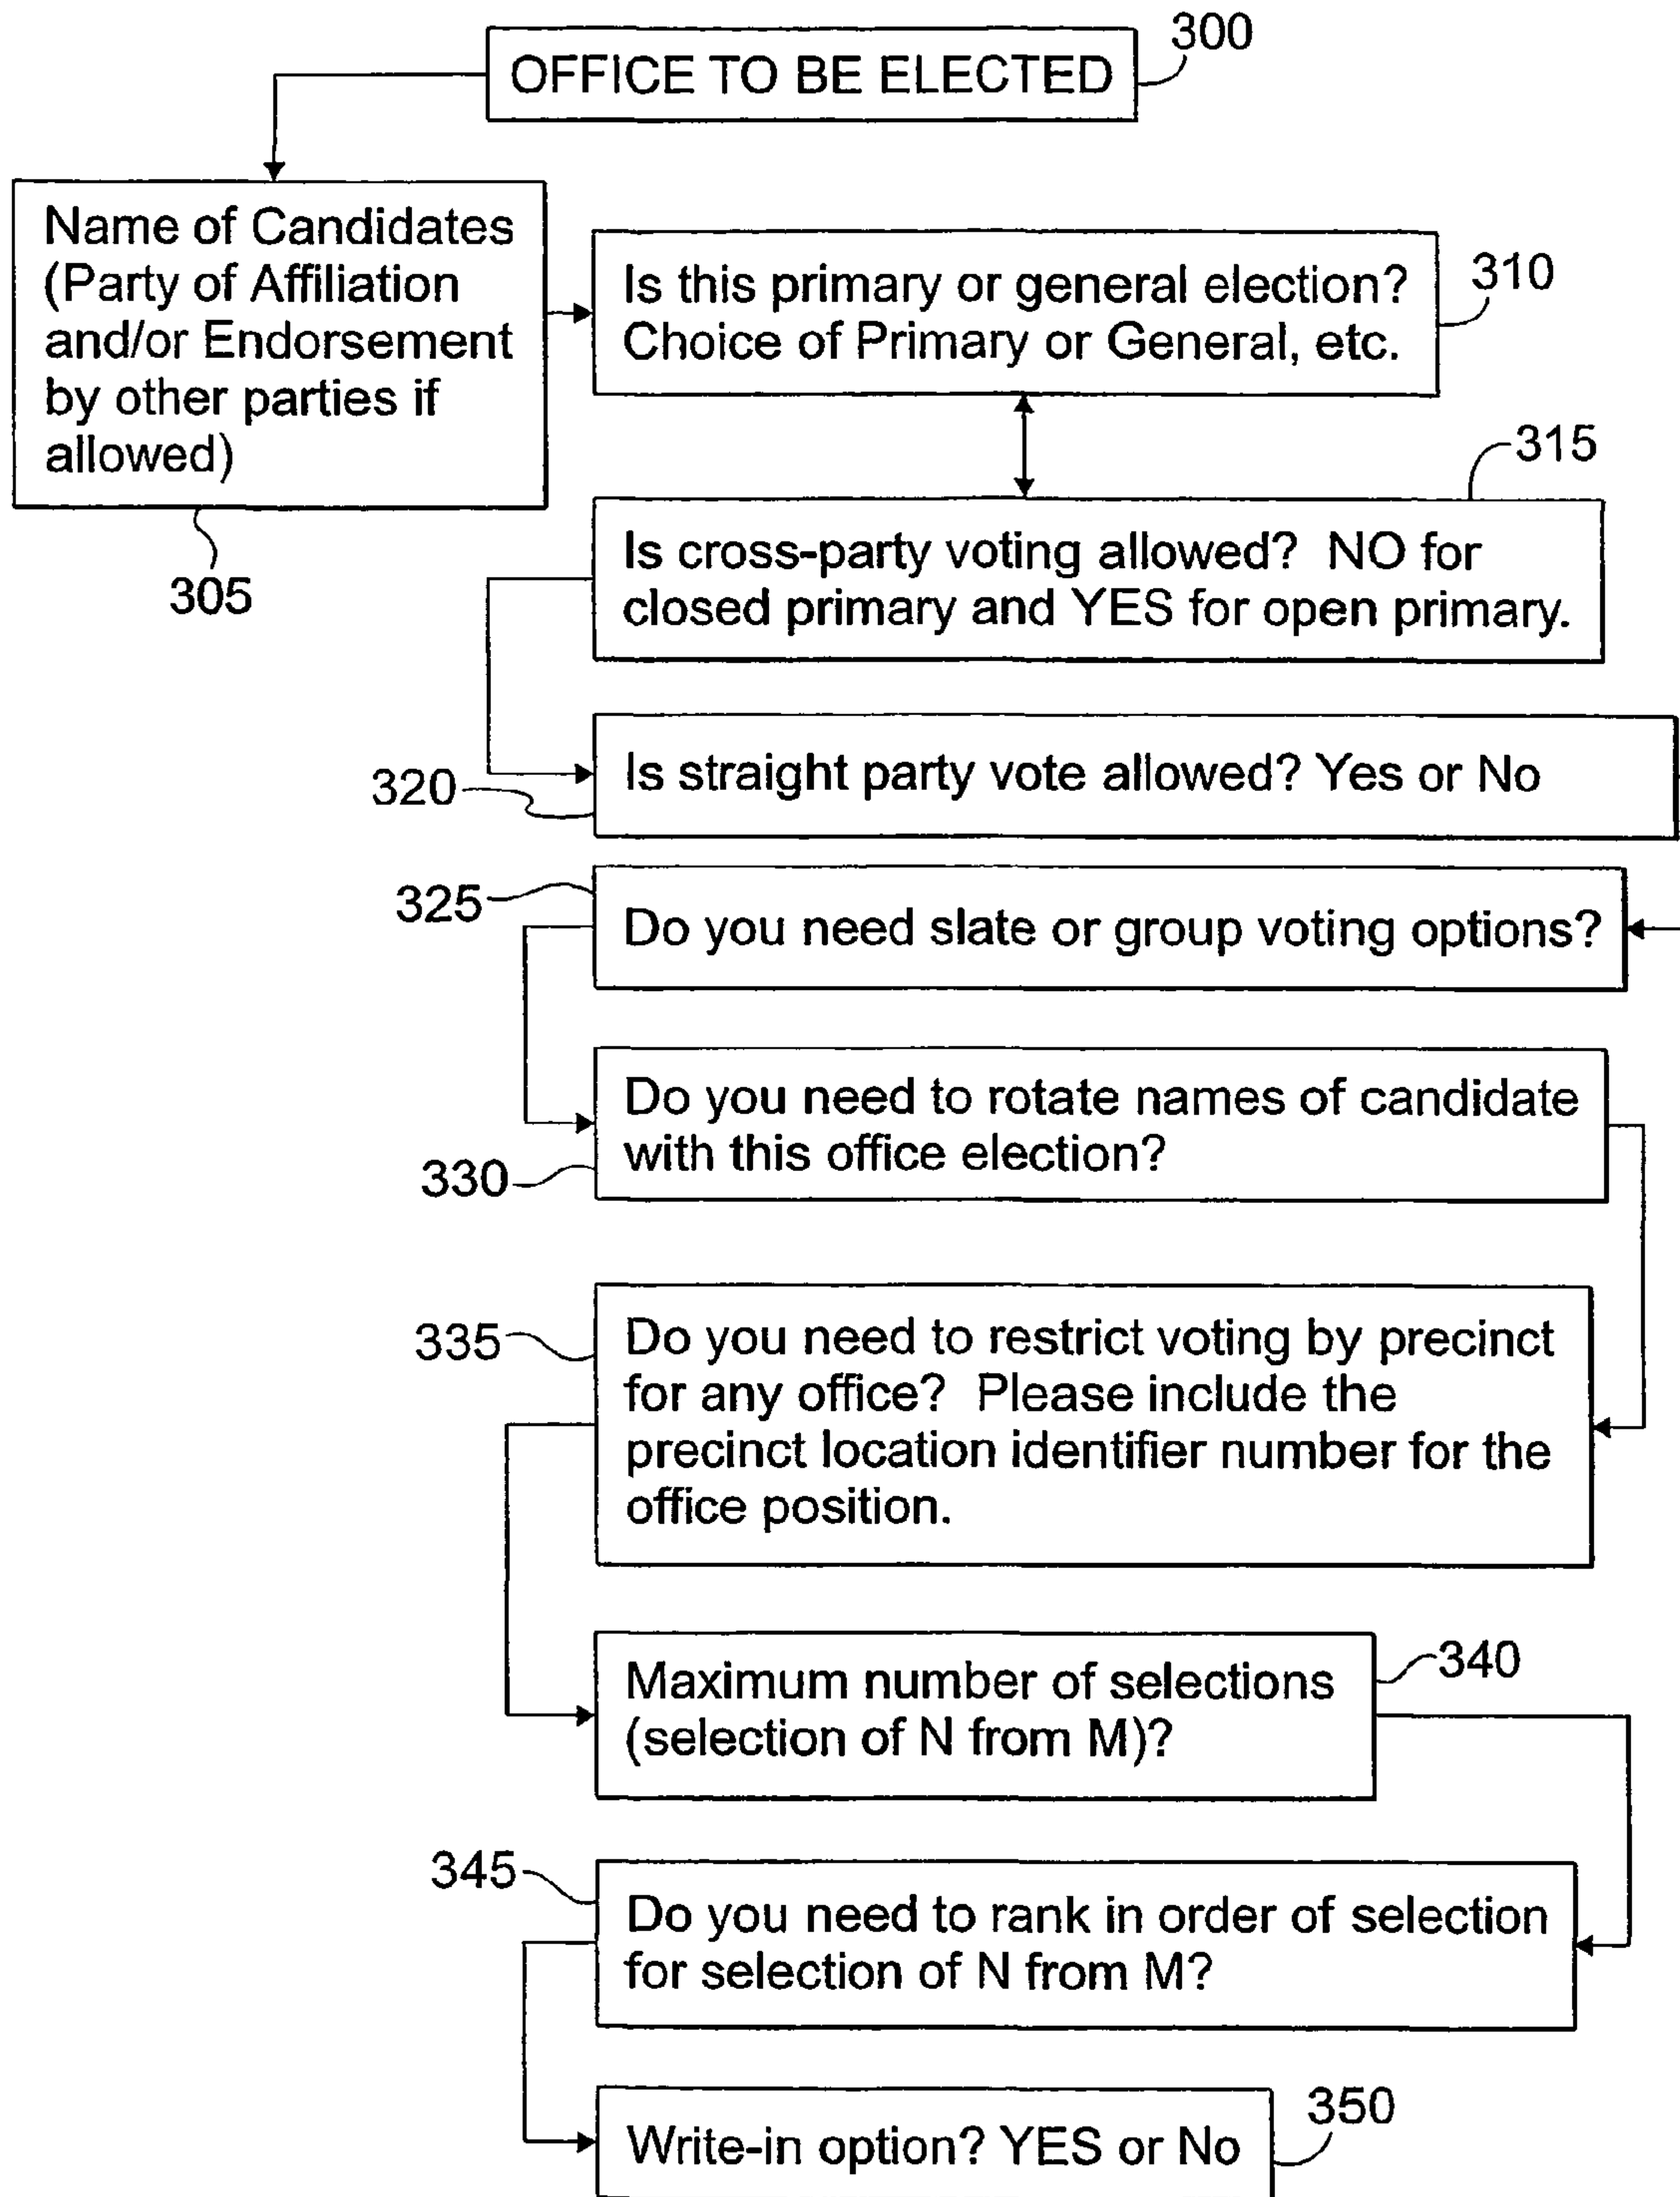 300
OFFICE TO BE ELECTED
Name of Candidates
(Party of Affiliation
and/or Endorsement
by other parties if
allowed)
305
Is this primary or general election?
Choice of Primary or General, etc.
310
315
Is cross-party voting allowed?  NO for
closed primary and YES for open primary.
Is straight party vote allowed? Yes or No
320
325
Do you need slate or group voting options?
Do you need to rotate names of candidate
with this office election?
330
335
Do you need to restrict voting by precinct
for any office?  Please include the
precinct location identifier number for the
office position.
340
Maximum number of selections
(selection of N from M)?
345
Do you need to rank in order of selection
for selection of N from M?
350
Write-in option? YES or No